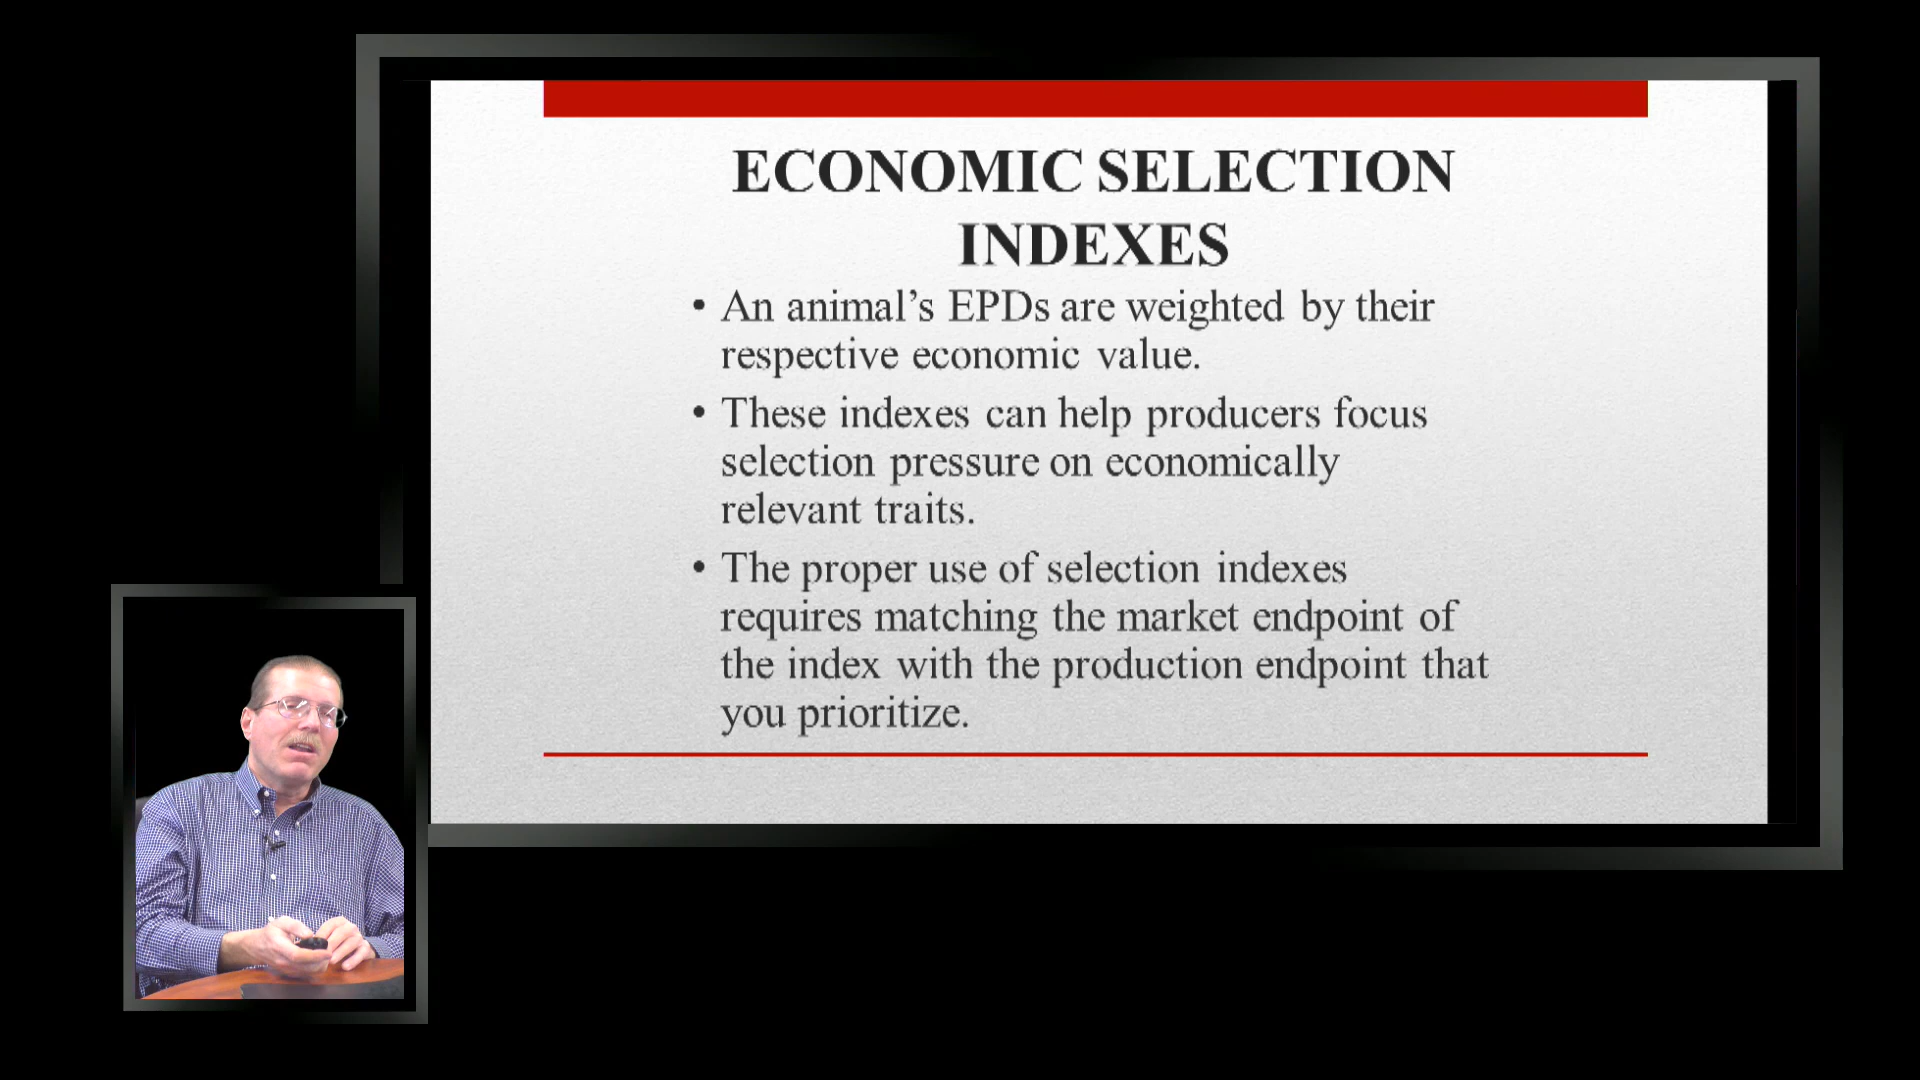 ECONOMIC SELECTION
INDEXES
• An animal’s EPDs are weighted by their
respective economic value.
• These indexes can help producers focus
selection pressure on economically
relevant traits.
• The proper use of selection indexes
requires matching the market endpoint of
the index with the production endpoint that
you prioritize.